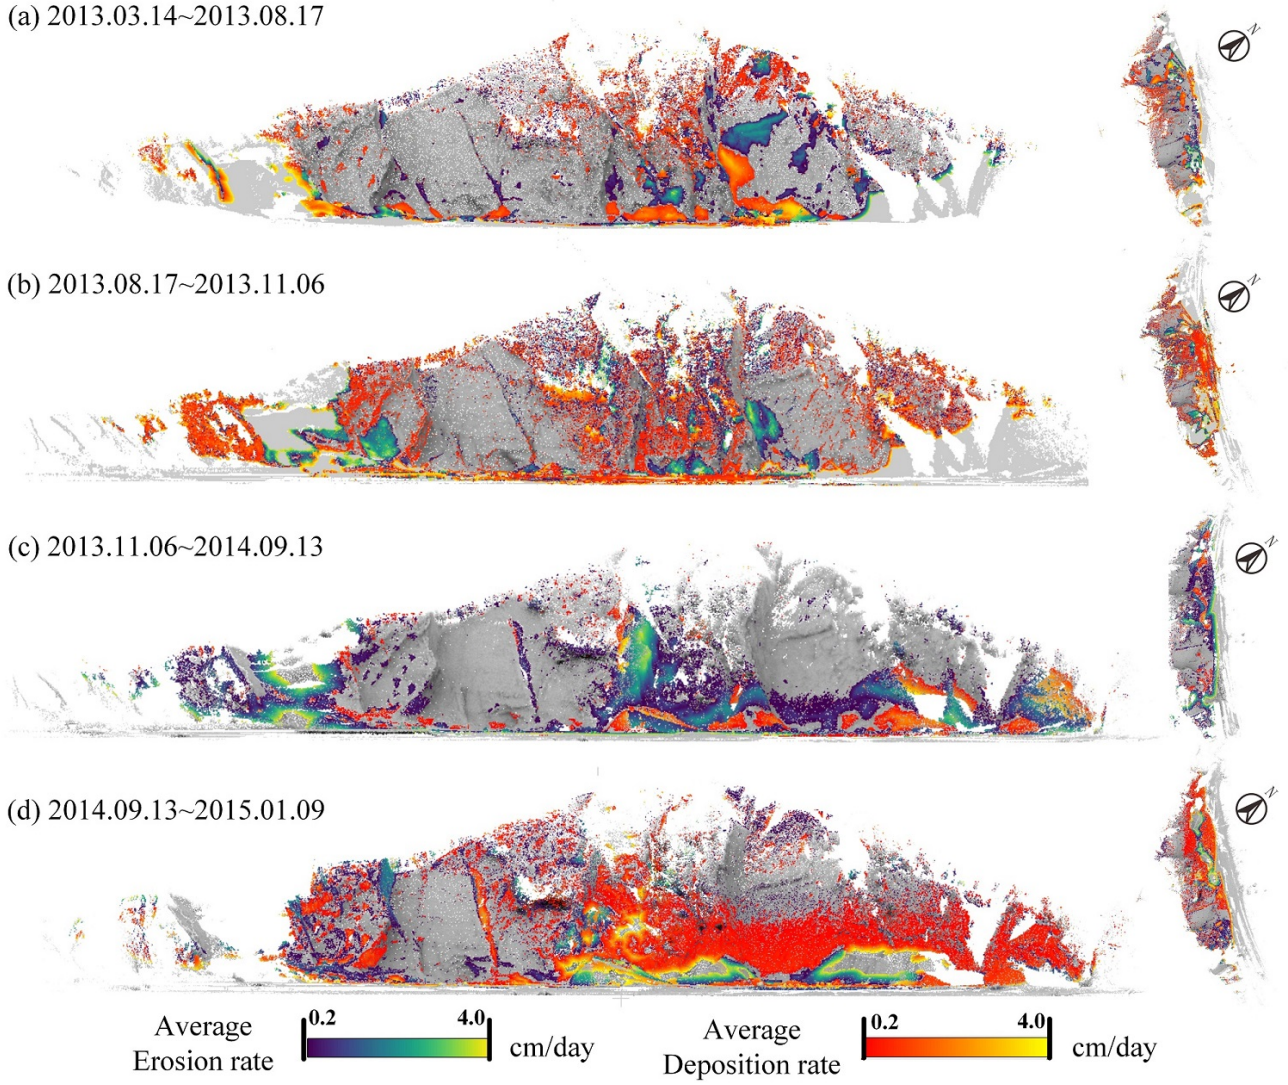 (a) 2013.03.14~2013.08.17
N
(b) 2013.08.17~2013.11.06
N
(c) 2013.11.06~2014.09.13
N
(d) 2014.09.13~2015.01.09
N
Average Erosion rate
0.2 4.0
cm/day
Average Deposition rate
0.2 4.0
cm/day